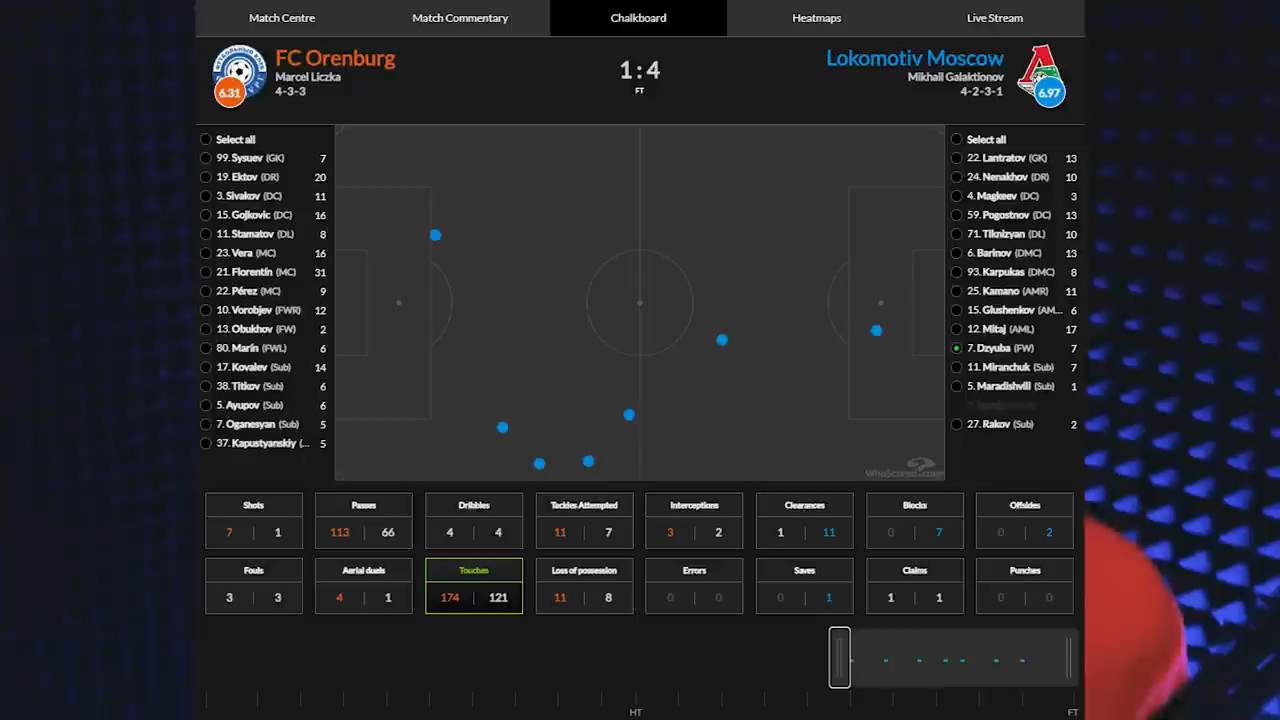 Match Centre
Match Commentary
Chalkboard
Heatmaps
Live Stream
FC Orenburg
Marcel Liczka
4-3-3
6.31
1 : 4
FT
Lokomotiv Moscow
Mikhail Galaktionov
4-2-3-1
6.97
Select all
99. Sysuev (GK) 7
19. Ektov (DR) 20
3. Sivakov (DC) 11
15. Gojkovic (DC) 16
11. Stamatov (DL) 8
23. Vera (MC) 16
21. Florentín (MC) 31
22. Pérez (MC) 9
10. Vorobjev (FWR) 12
13. Obukhov (FW) 2
80. Marín (FWL) 6
17. Kovalev (Sub) 14
38. Titkov (Sub) 6
5. Ayupov (Sub) 6
7. Oganesyan (Sub) 5
37. Kapustyanskiy (... 5
Select all
22. Lantratov (GK) 13
24. Nenakhov (DR) 10
4. Magkeev (DC) 3
59. Pogostnov (DC) 13
71. Tiknizyan (DL) 10
6. Barinov (DMC) 13
93. Karpukas (DMC) 8
25. Kamano (AMR) 11
15. Glushenkov (AM... 6
12. Mitaj (AML) 17
7. Dzyuba (FW) 7
11. Miranchuk (Sub) 7
5. Maradishvili (Sub) 1
27. Rakov (Sub) 2
WhoScored.com
Shots
7 1
Passes
113 66
Dribbles
4 4
Tackles Attempted
11 7
Interceptions
3 2
Clearances
1 11
Blocks
0 7
Offsides
0 2
Fouls
3 3
Aerial duels
4 1
Touches
174 121
Loss of possession
11 8
Errors
0 0
Saves
0 1
Claims
1 1
Punches
0 0
HT
FT